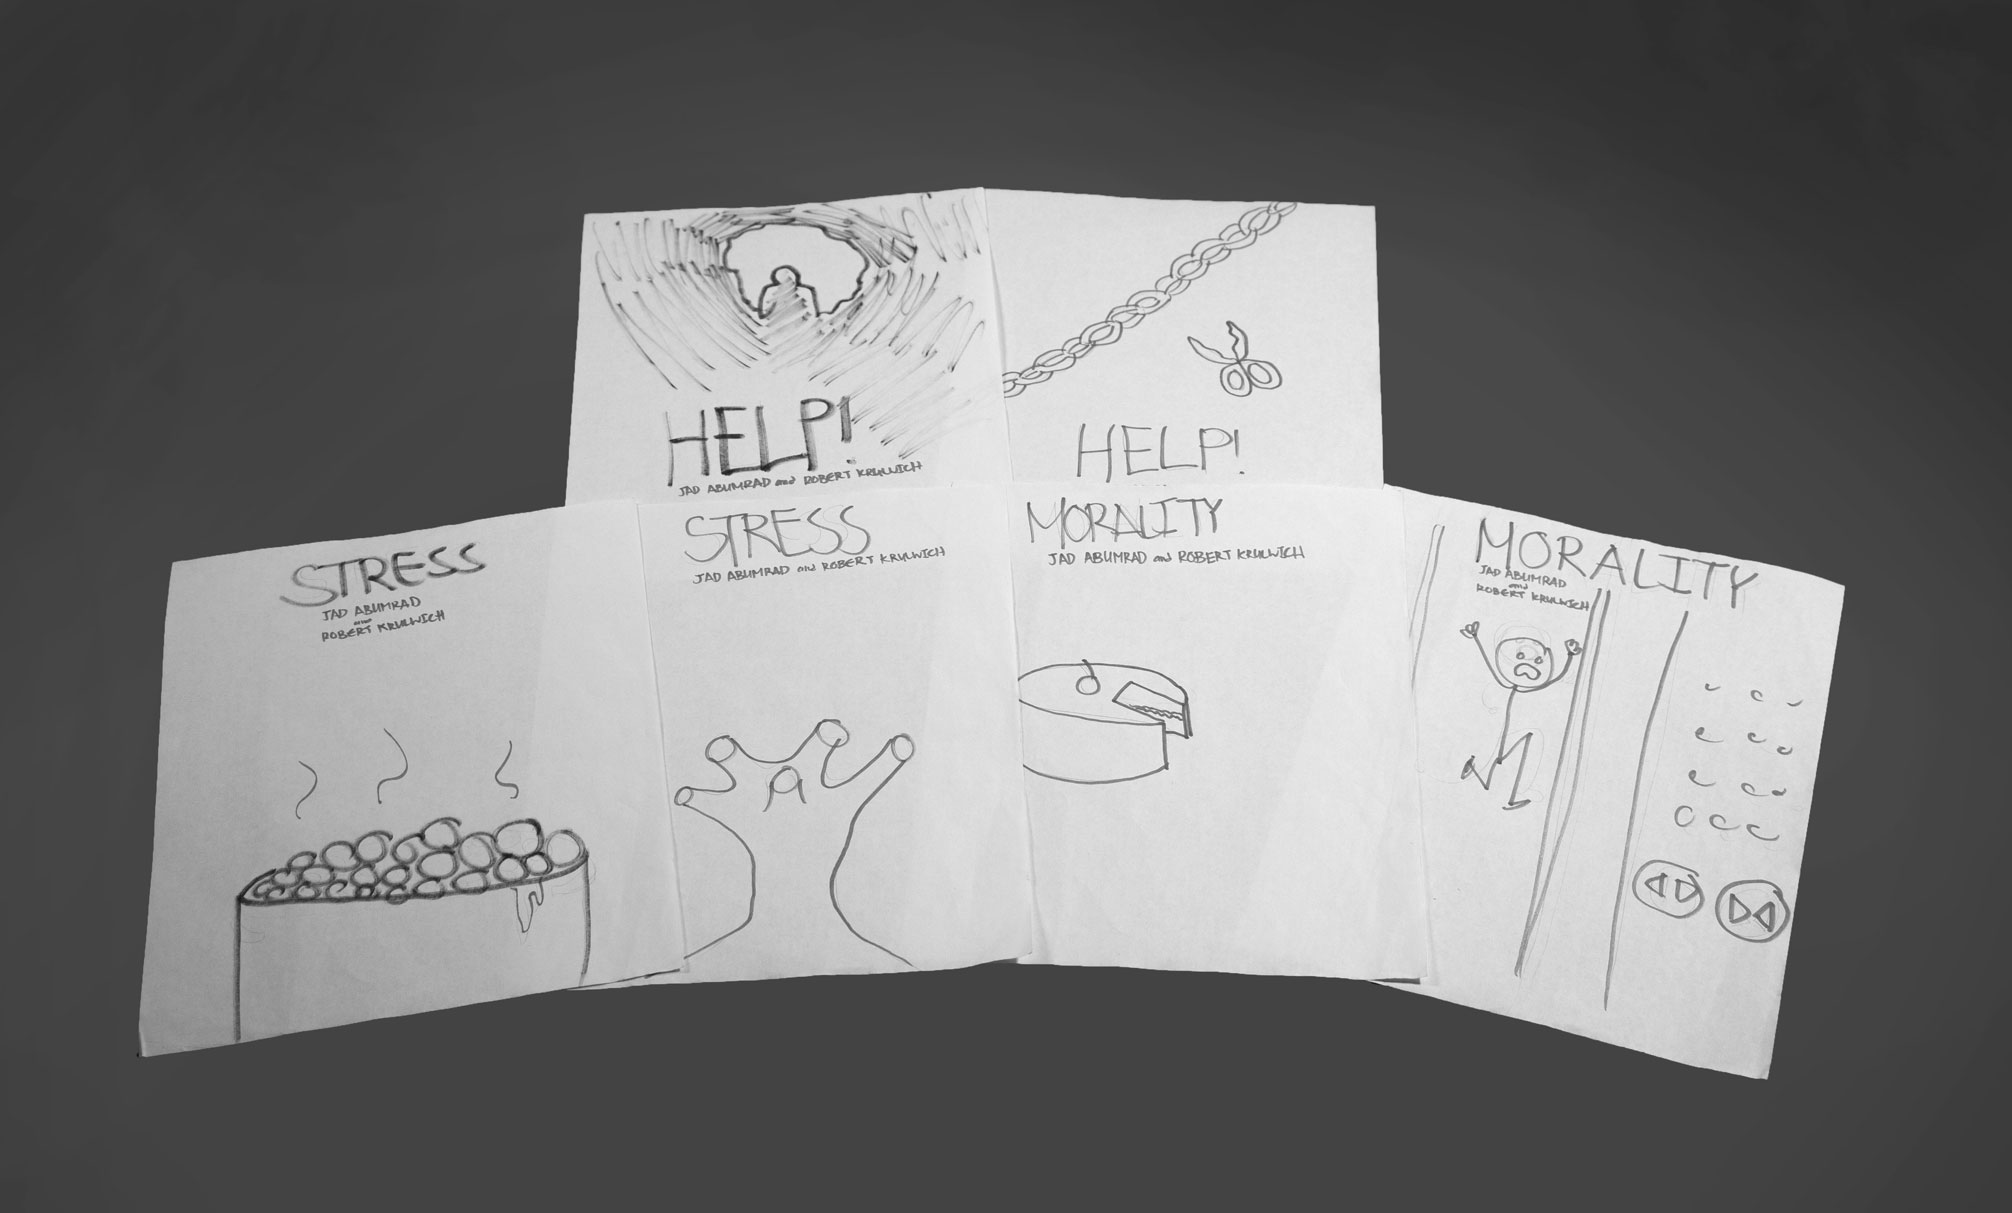 HELP!
JAD ABUMRAD and ROBERT KRULWICH
HELP!
STRESS
JAD ABUMRAD
and
ROBERT KRULWICH
STRESS
JAD ABUMRAD and ROBERT KRULWICH
MORALITY
JAD ABUMRAD and ROBERT KRULWICH
MORALITY
JAD ABUMRAD
and
ROBERT KRULWICH